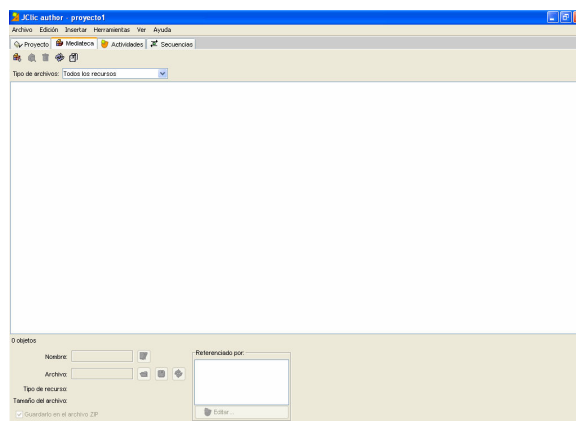 JClic author - proyecto1
Archivo Edición Insertar Herramientas Ver Ayuda
Proyecto Mediateca Actividades Secuencias
Tipo de archivos: Todos los recursos
0 objetos
Nombre:
Referenciado por:
Archivo:
Tipo de recurso:
Tamaño del archivo:
Guardarlo en el archivo ZIP
Editar...